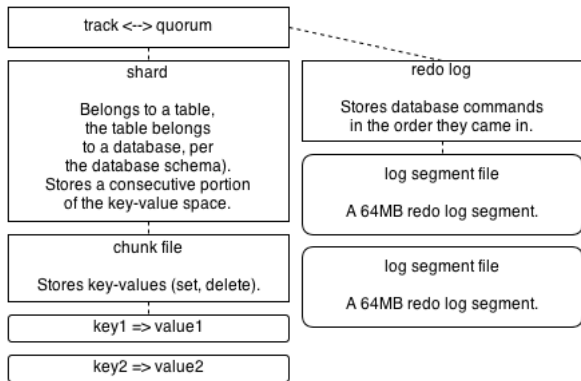 track <--> quorum
shard
Belongs to a table,
the table belongs
to a database, per
the database schema).
Stores a consecutive portion
of the key-value space.
chunk file
Stores key-values (set, delete).
key1 => value1
key2 => value2
redo log
Stores database commands
in the order they came in.
log segment file
A 64MB redo log segment.
log segment file
A 64MB redo log segment.